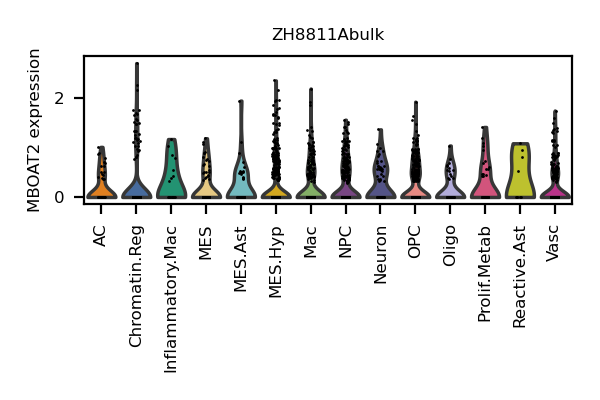 ZH8811Abulk
MBOAT2 expression
2
0
AC
Chromatin.Reg
Inflammatory.Mac
MES
MES.Ast
MES.Hyp
Mac
NPC
Neuron
OPC
Oligo
Prolif.Metab
Reactive.Ast
Vasc